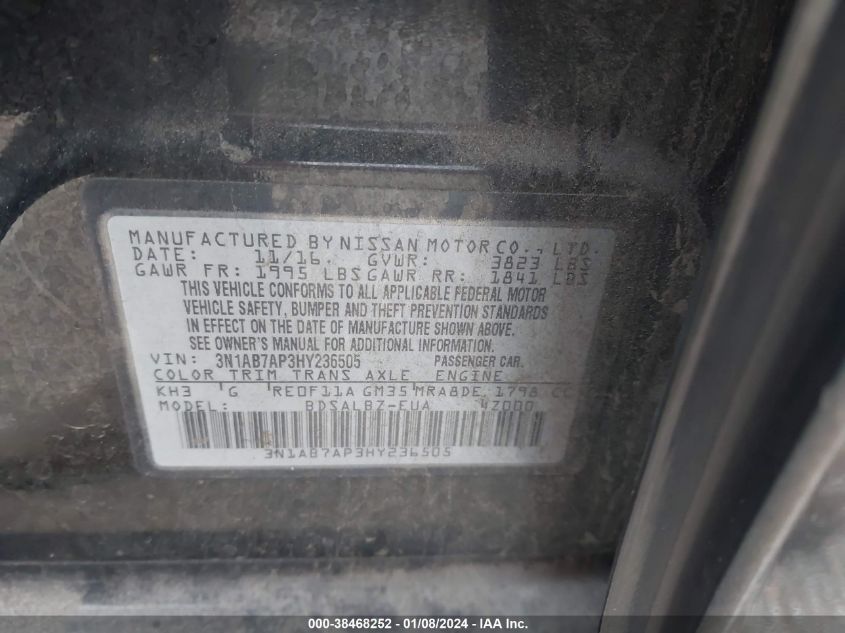 MANUFACTURED BY NISSAN MOTOR CO., LTD.
DATE: 11/16. GVWR: 3823 LBS
GAWR FR: 1995 LBS GAWR RR: 1841 LBS
THIS VEHICLE CONFORMS TO ALL APPLICABLE FEDERAL MOTOR
VEHICLE SAFETY, BUMPER AND THEFT PREVENTION STANDARDS
IN EFFECT ON THE DATE OF MANUFACTURE SHOWN ABOVE.
SEE OWNER'S MANUAL FOR ADDITIONAL INFORMATION.
VIN: 3N1AB7AP3HY236505 PASSENGER CAR.
COLOR TRIM TRANS AXLE ENGINE
KH3 G RE0F11A GM35 MRA8DE 1798 CC
MODEL: BDSALBZ-EUA 4Z000
3N1AB7AP3HY236505
000-38468252 - 01/08/2024 - IAA Inc.